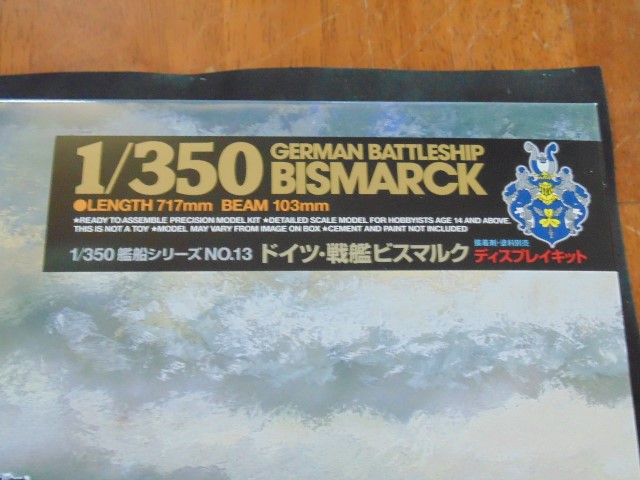 1/350 GERMAN BATTLESHIP
BISMARCK
●LENGTH 717mm BEAM 103mm
★READY TO ASSEMBLE PRECISION MODEL KIT ★DETAILED SCALE MODEL FOR HOBBYISTS AGE 14 AND ABOVE.
THIS IS NOT A TOY ★MODEL MAY VARY FROM IMAGE ON BOX ★CEMENT AND PAINT NOT INCLUDED
1/350 艦船シリーズ NO.13 ドイツ・戦艦ビスマルク
接着剤・塗料別売
ディスプレイキット